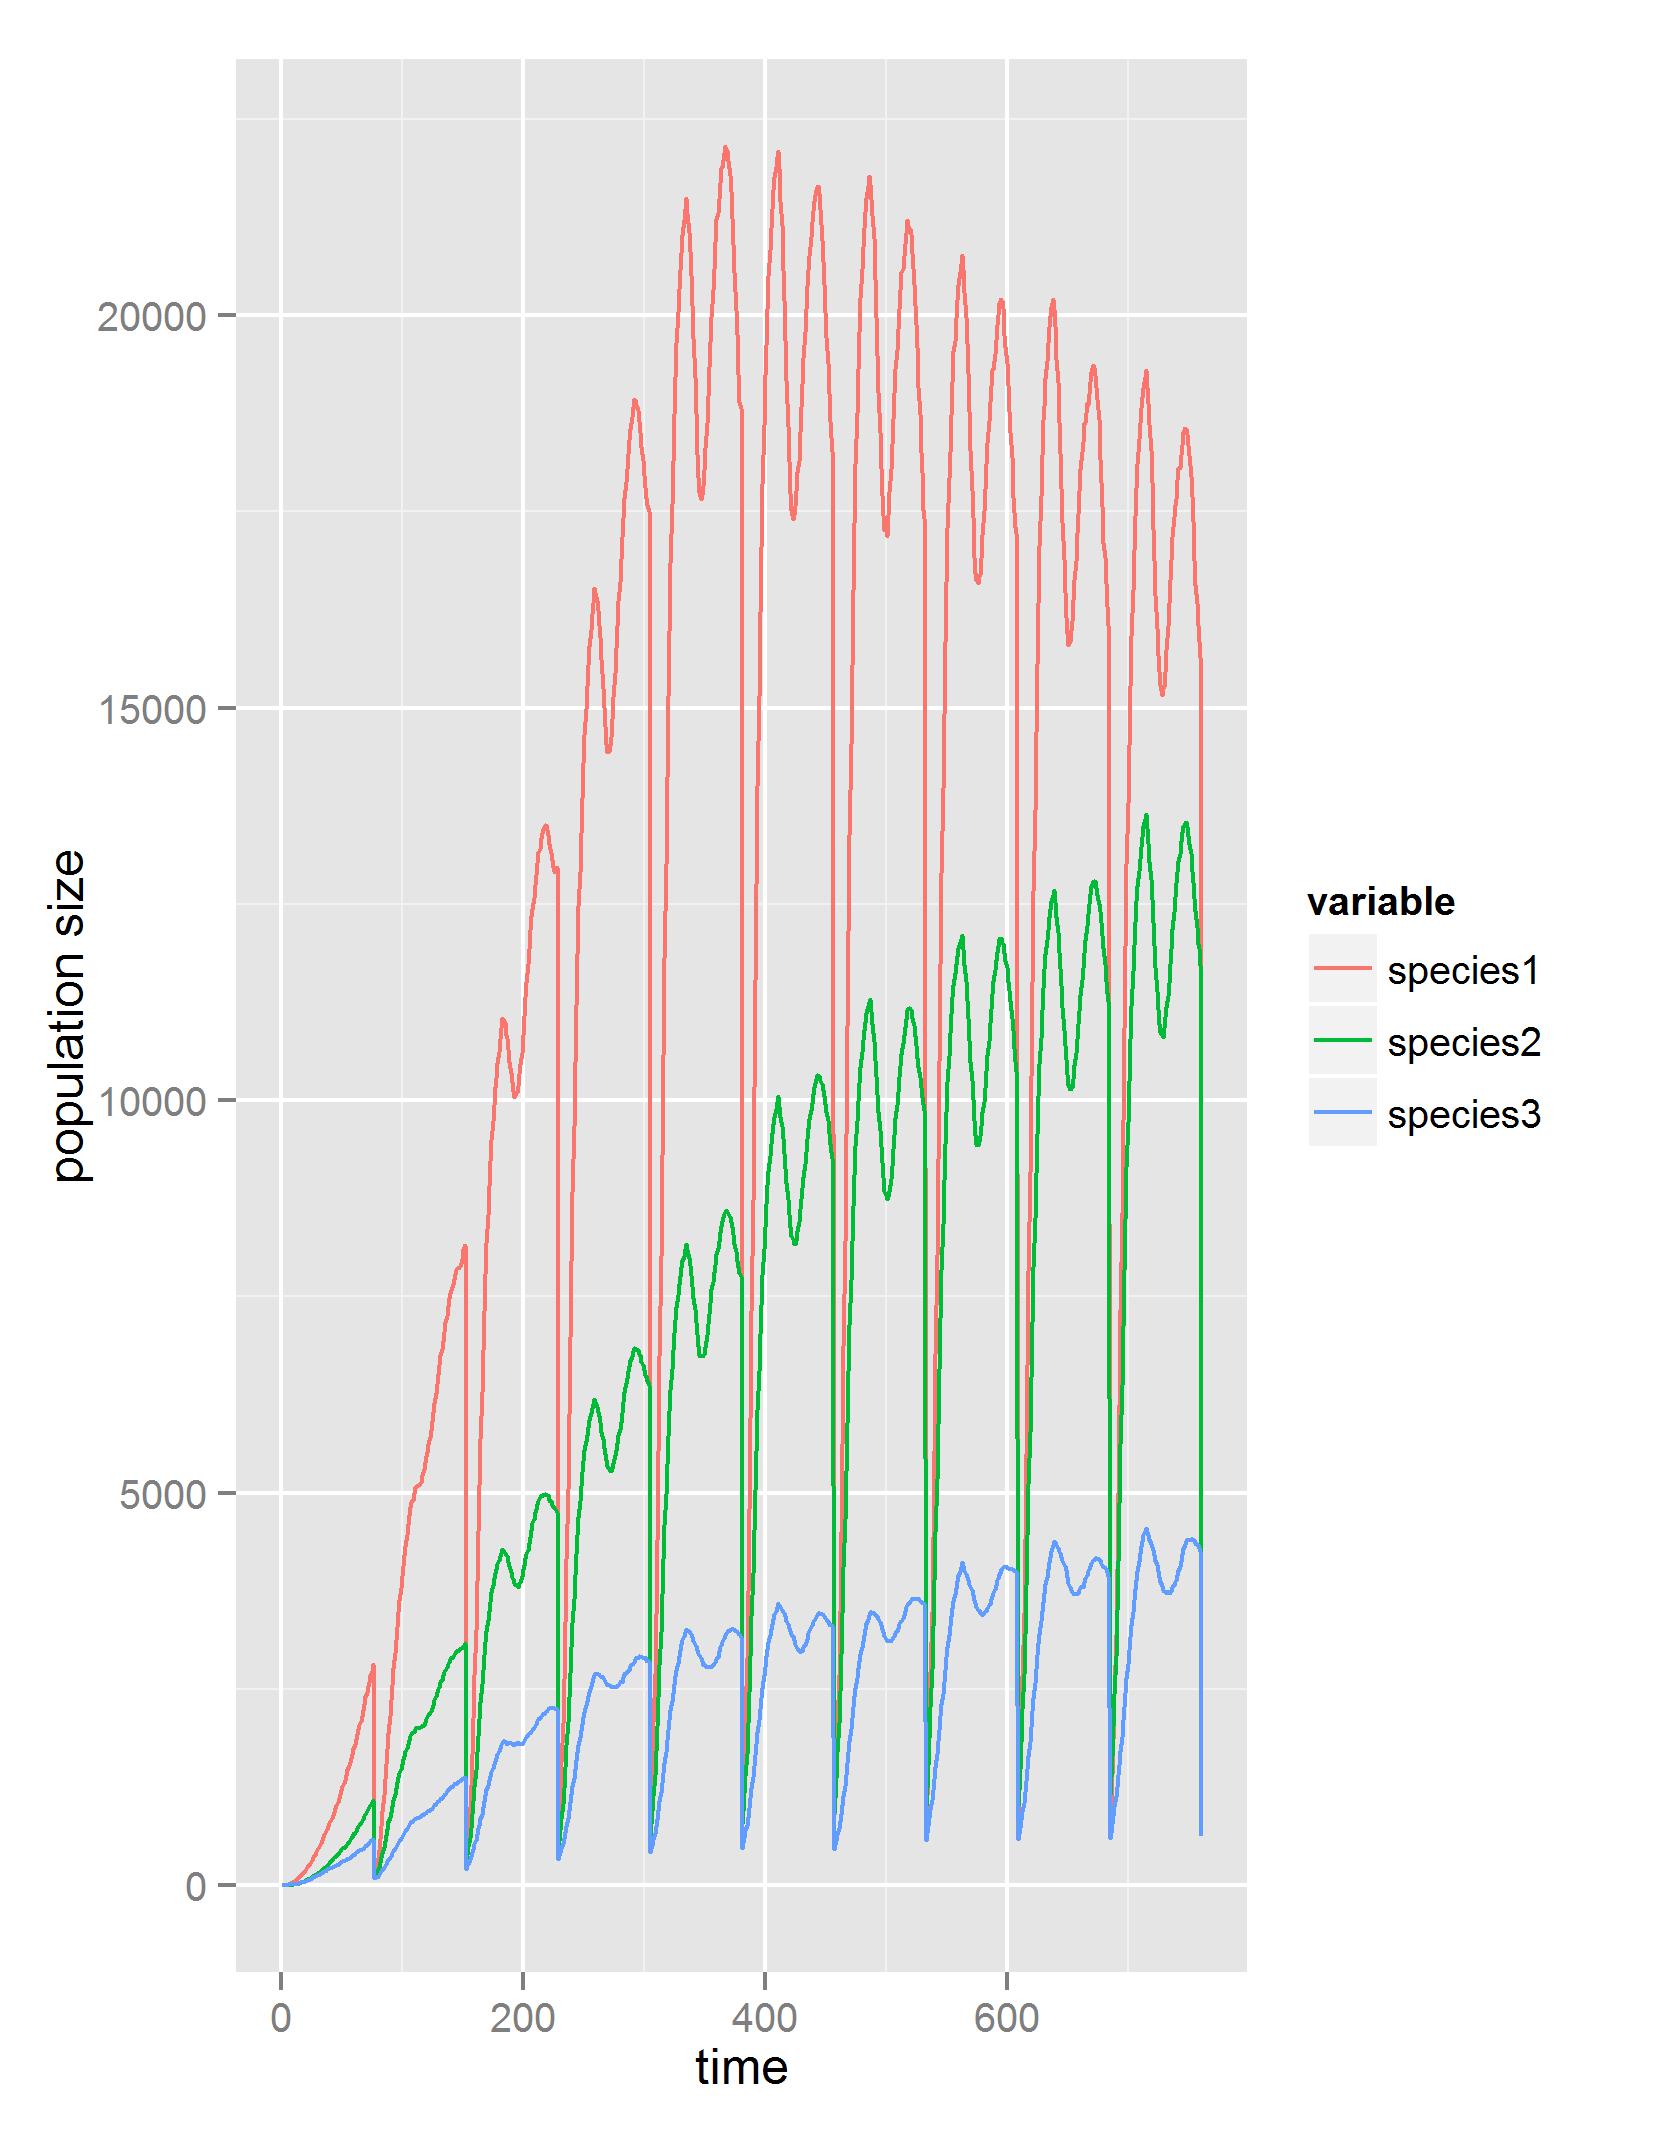 population size
20000
15000
10000
5000
0
0 200 400 600
time
variable
species1
species2
species3